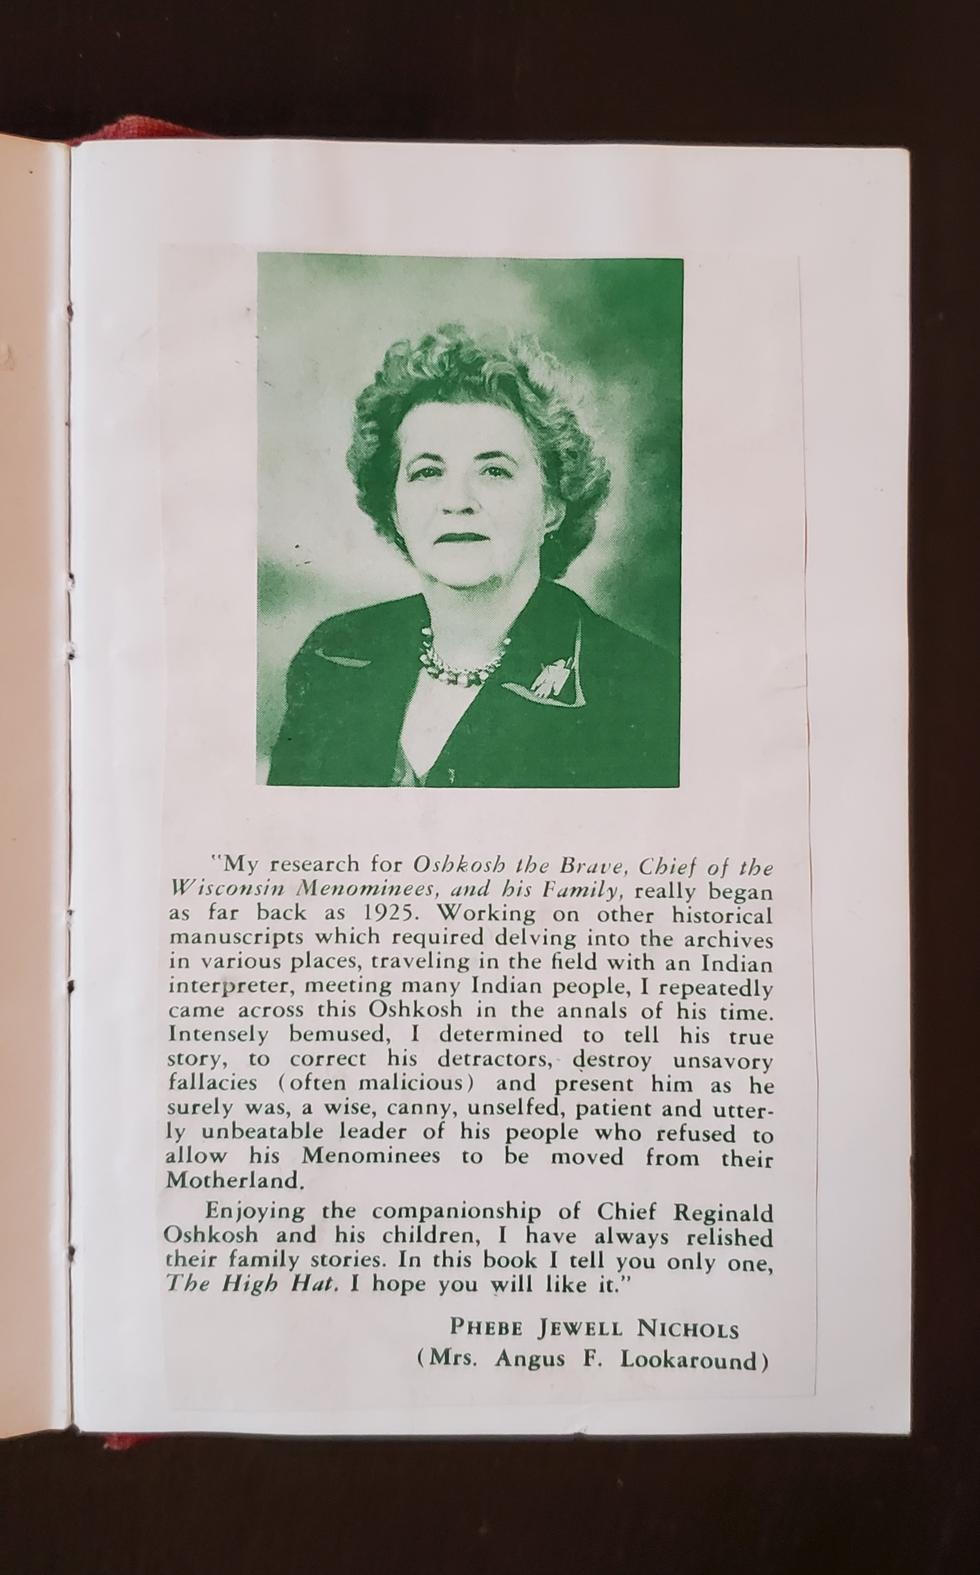 "My research for Oshkosh the Brave, Chief of the
Wisconsin Menominees, and his Family, really began
as far back as 1925. Working on other historical
manuscripts which required delving into the archives
in various places, traveling in the field with an Indian
interpreter, meeting many Indian people, I repeatedly
came across this Oshkosh in the annals of his time.
Intensely bemused, I determined to tell his true
story, to correct his detractors, destroy unsavory
fallacies (often malicious) and present him as he
surely was, a wise, canny, unselfed, patient and utter-
ly unbeatable leader of his people who refused to
allow his Menominees to be moved from their
Motherland.
Enjoying the companionship of Chief Reginald
Oshkosh and his children, I have always relished
their family stories. In this book I tell you only one,
The High Hat. I hope you will like it."
PHEBE JEWELL NICHOLS
(Mrs. Angus F. Lookaround)